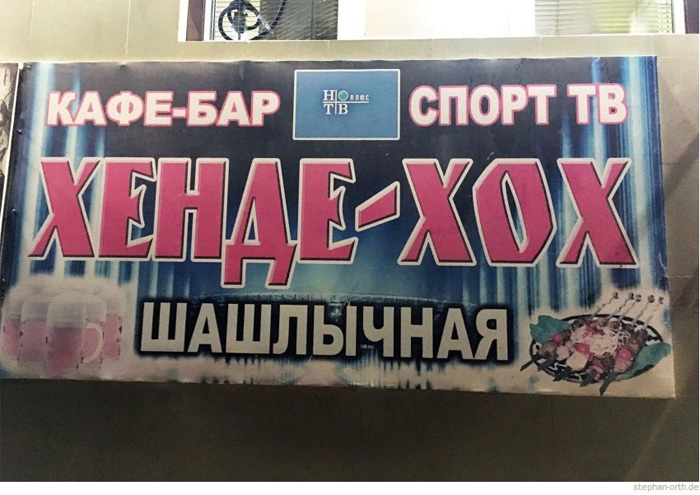 КАФЕ-БАР
НТВ ПЛЮС
СПОРТ ТВ
ХЕНДЕ-ХОХ
ШАШЛЫЧНАЯ
stephan-orth.de